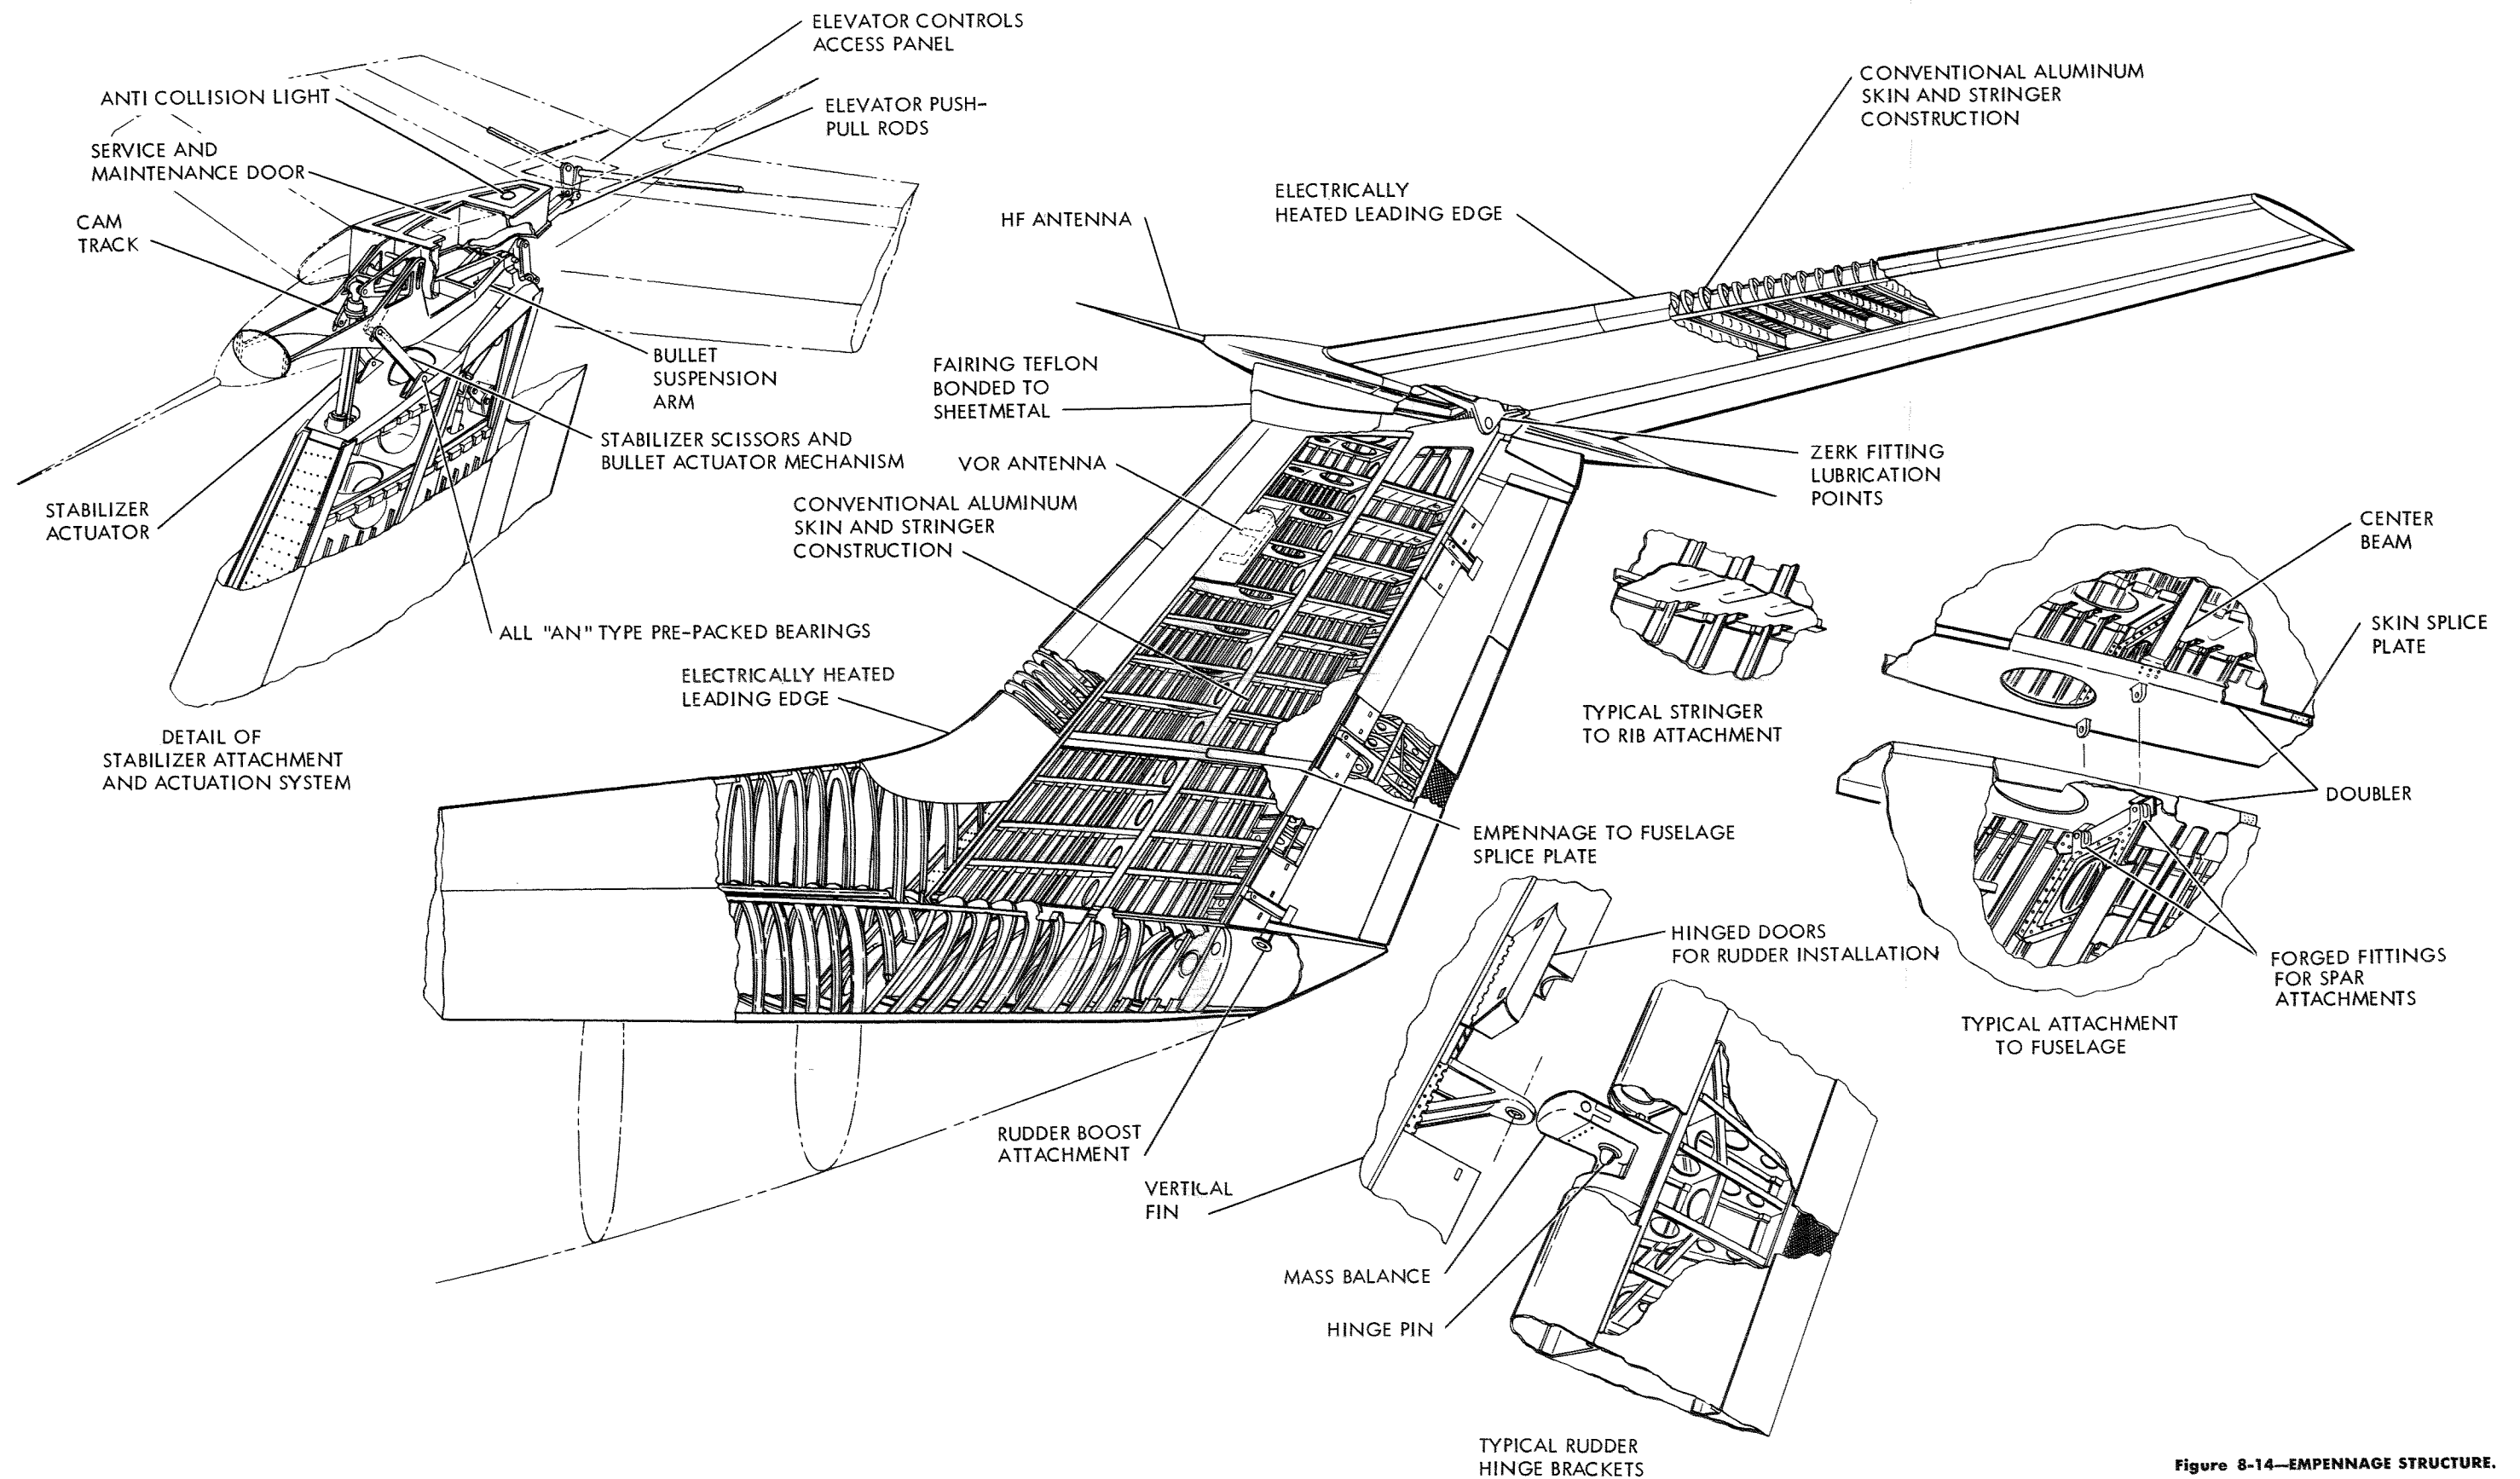 ELEVATOR CONTROLS
ACCESS PANEL
ANTI COLLISION LIGHT
ELEVATOR PUSH-
PULL RODS
SERVICE AND
MAINTENANCE DOOR
CAM
TRACK
BULLET
SUSPENSION
ARM
STABILIZER SCISSORS AND
BULLET ACTUATOR MECHANISM
STABILIZER
ACTUATOR
ALL "AN" TYPE PRE-PACKED BEARINGS
DETAIL OF
STABILIZER ATTACHMENT
AND ACTUATION SYSTEM
CONVENTIONAL ALUMINUM
SKIN AND STRINGER
CONSTRUCTION
ELECTRICALLY
HEATED LEADING EDGE
HF ANTENNA
FAIRING TEFLON
BONDED TO
SHEETMETAL
VOR ANTENNA
CONVENTIONAL ALUMINUM
SKIN AND STRINGER
CONSTRUCTION
ELECTRICALLY HEATED
LEADING EDGE
ZERK FITTING
LUBRICATION
POINTS
CENTER
BEAM
SKIN SPLICE
PLATE
TYPICAL STRINGER
TO RIB ATTACHMENT
DOUBLER
EMPENNAGE TO FUSELAGE
SPLICE PLATE
HINGED DOORS
FOR RUDDER INSTALLATION
FORGED FITTINGS
FOR SPAR
ATTACHMENTS
TYPICAL ATTACHMENT
TO FUSELAGE
RUDDER BOOST
ATTACHMENT
VERTICAL
FIN
MASS BALANCE
HINGE PIN
TYPICAL RUDDER
HINGE BRACKETS
Figure 8-14—EMPENNAGE STRUCTURE.